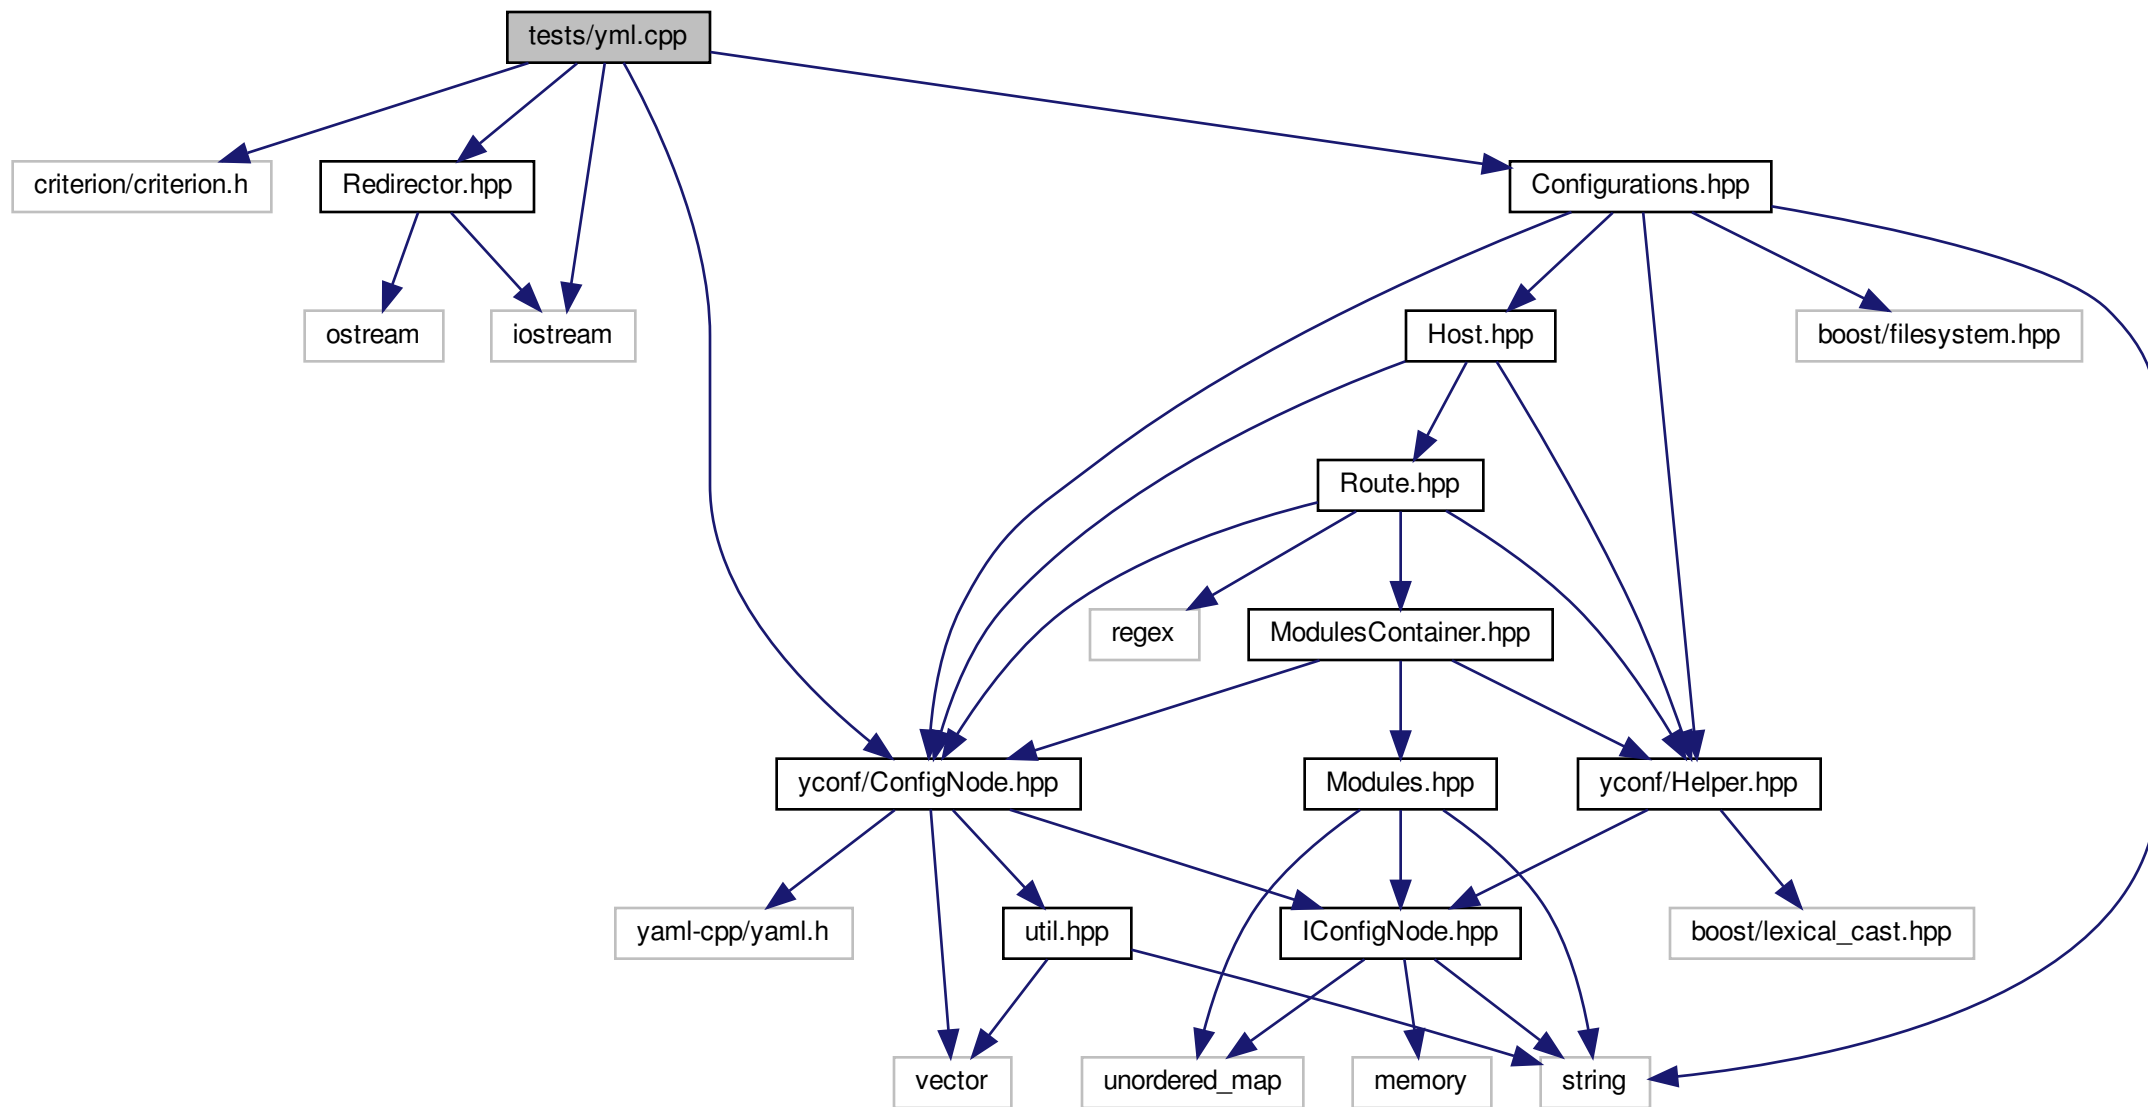 tests/yml.cpp
criterion/criterion.h
Redirector.hpp
Configurations.hpp
ostream
iostream
Host.hpp
boost/filesystem.hpp
Route.hpp
regex
ModulesContainer.hpp
yconf/ConfigNode.hpp
Modules.hpp
yconf/Helper.hpp
yaml-cpp/yaml.h
util.hpp
IConfigNode.hpp
boost/lexical_cast.hpp
vector
unordered_map
memory
string